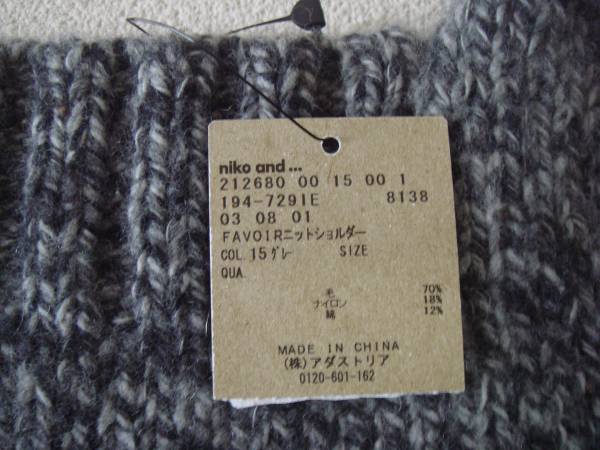 niko and ...
212680 00 15 00 1
194-7291E 8138
03 08 01
FAVOIRニットショルダー
COL.15グレー SIZE
QUA.
毛 70%
ナイロン 18%
綿 12%
MADE IN CHINA
(株)アダストリア
0120-601-162